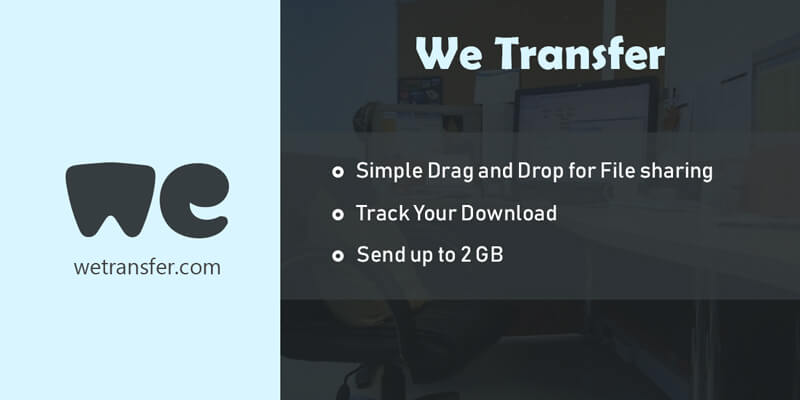 we
wetransfer.com
We Transfer
Simple Drag and Drop for File sharing
Track Your Download
Send up to 2 GB